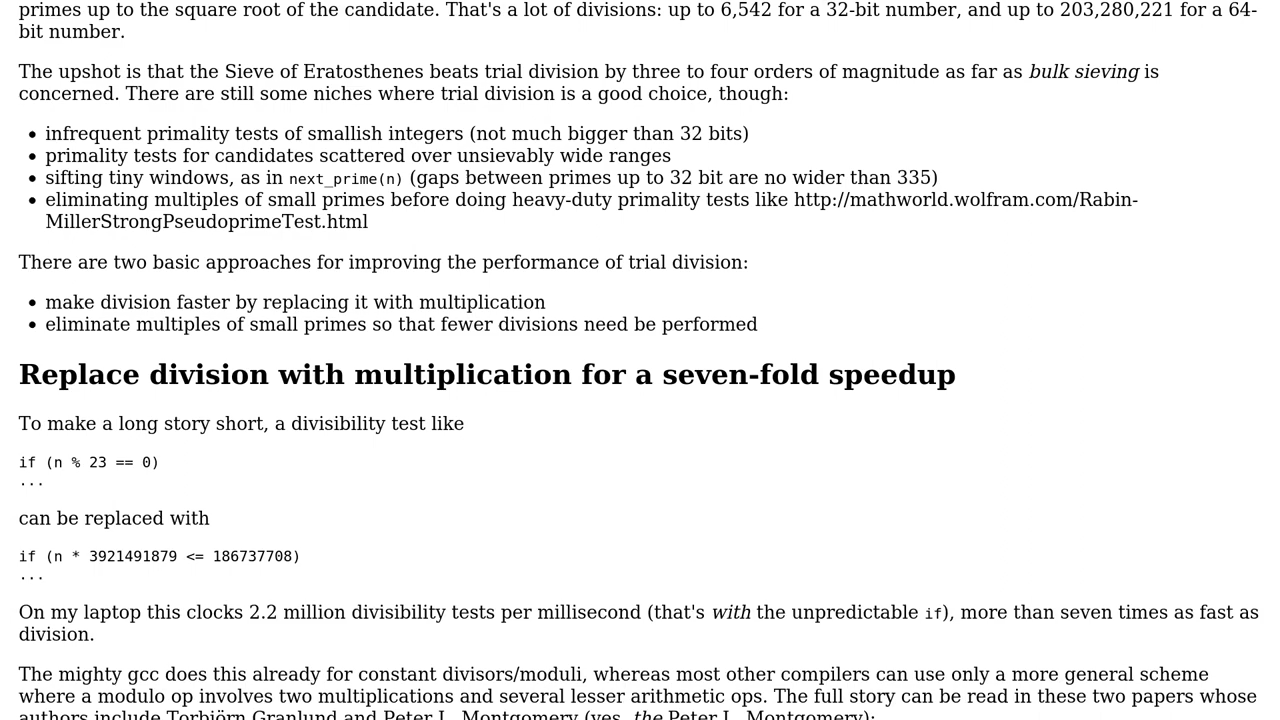 primes up to the square root of the candidate. That's a lot of divisions: up to 6,542 for a 32-bit number, and up to 203,280,221 for a 64-
bit number.
The upshot is that the Sieve of Eratosthenes beats trial division by three to four orders of magnitude as far as bulk sieving is
concerned. There are still some niches where trial division is a good choice, though:
• infrequent primality tests of smallish integers (not much bigger than 32 bits)
• primality tests for candidates scattered over unsievably wide ranges
• sifting tiny windows, as in next_prime(n) (gaps between primes up to 32 bit are no wider than 335)
• eliminating multiples of small primes before doing heavy-duty primality tests like http://mathworld.wolfram.com/Rabin-
MillerStrongPseudoprimeTest.html
There are two basic approaches for improving the performance of trial division:
• make division faster by replacing it with multiplication
• eliminate multiples of small primes so that fewer divisions need be performed
Replace division with multiplication for a seven-fold speedup
To make a long story short, a divisibility test like
if (n % 23 == 0)
...
can be replaced with
if (n * 3921491879 <= 186737708)
...
On my laptop this clocks 2.2 million divisibility tests per millisecond (that's with the unpredictable if), more than seven times as fast as
division.
The mighty gcc does this already for constant divisors/moduli, whereas most other compilers can use only a more general scheme
where a modulo op involves two multiplications and several lesser arithmetic ops. The full story can be read in these two papers whose
authors include Torbjörn Granlund and Peter L. Montgomery (yes, the Peter L. Montgomery):